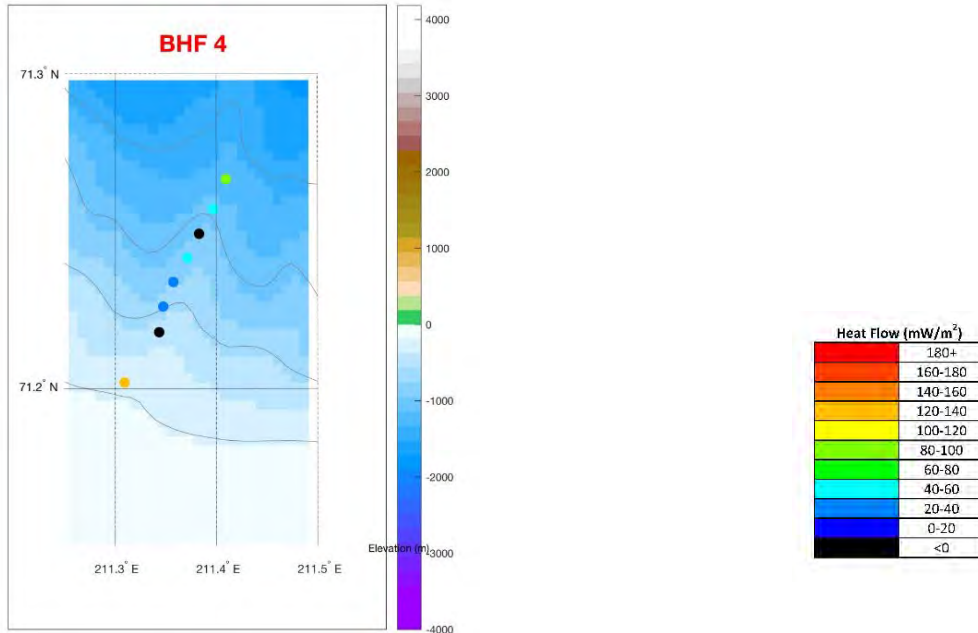 BHF 4
71.3° N
71.2° N
211.3° E
211.4° E
211.5° E
4000
3000
2000
1000
0
-1000
-2000
-3000
-4000
Elevation (m)
Heat Flow (mW/m²)
180+
160-180
140-160
120-140
100-120
80-100
60-80
40-60
20-40
0-20
<0